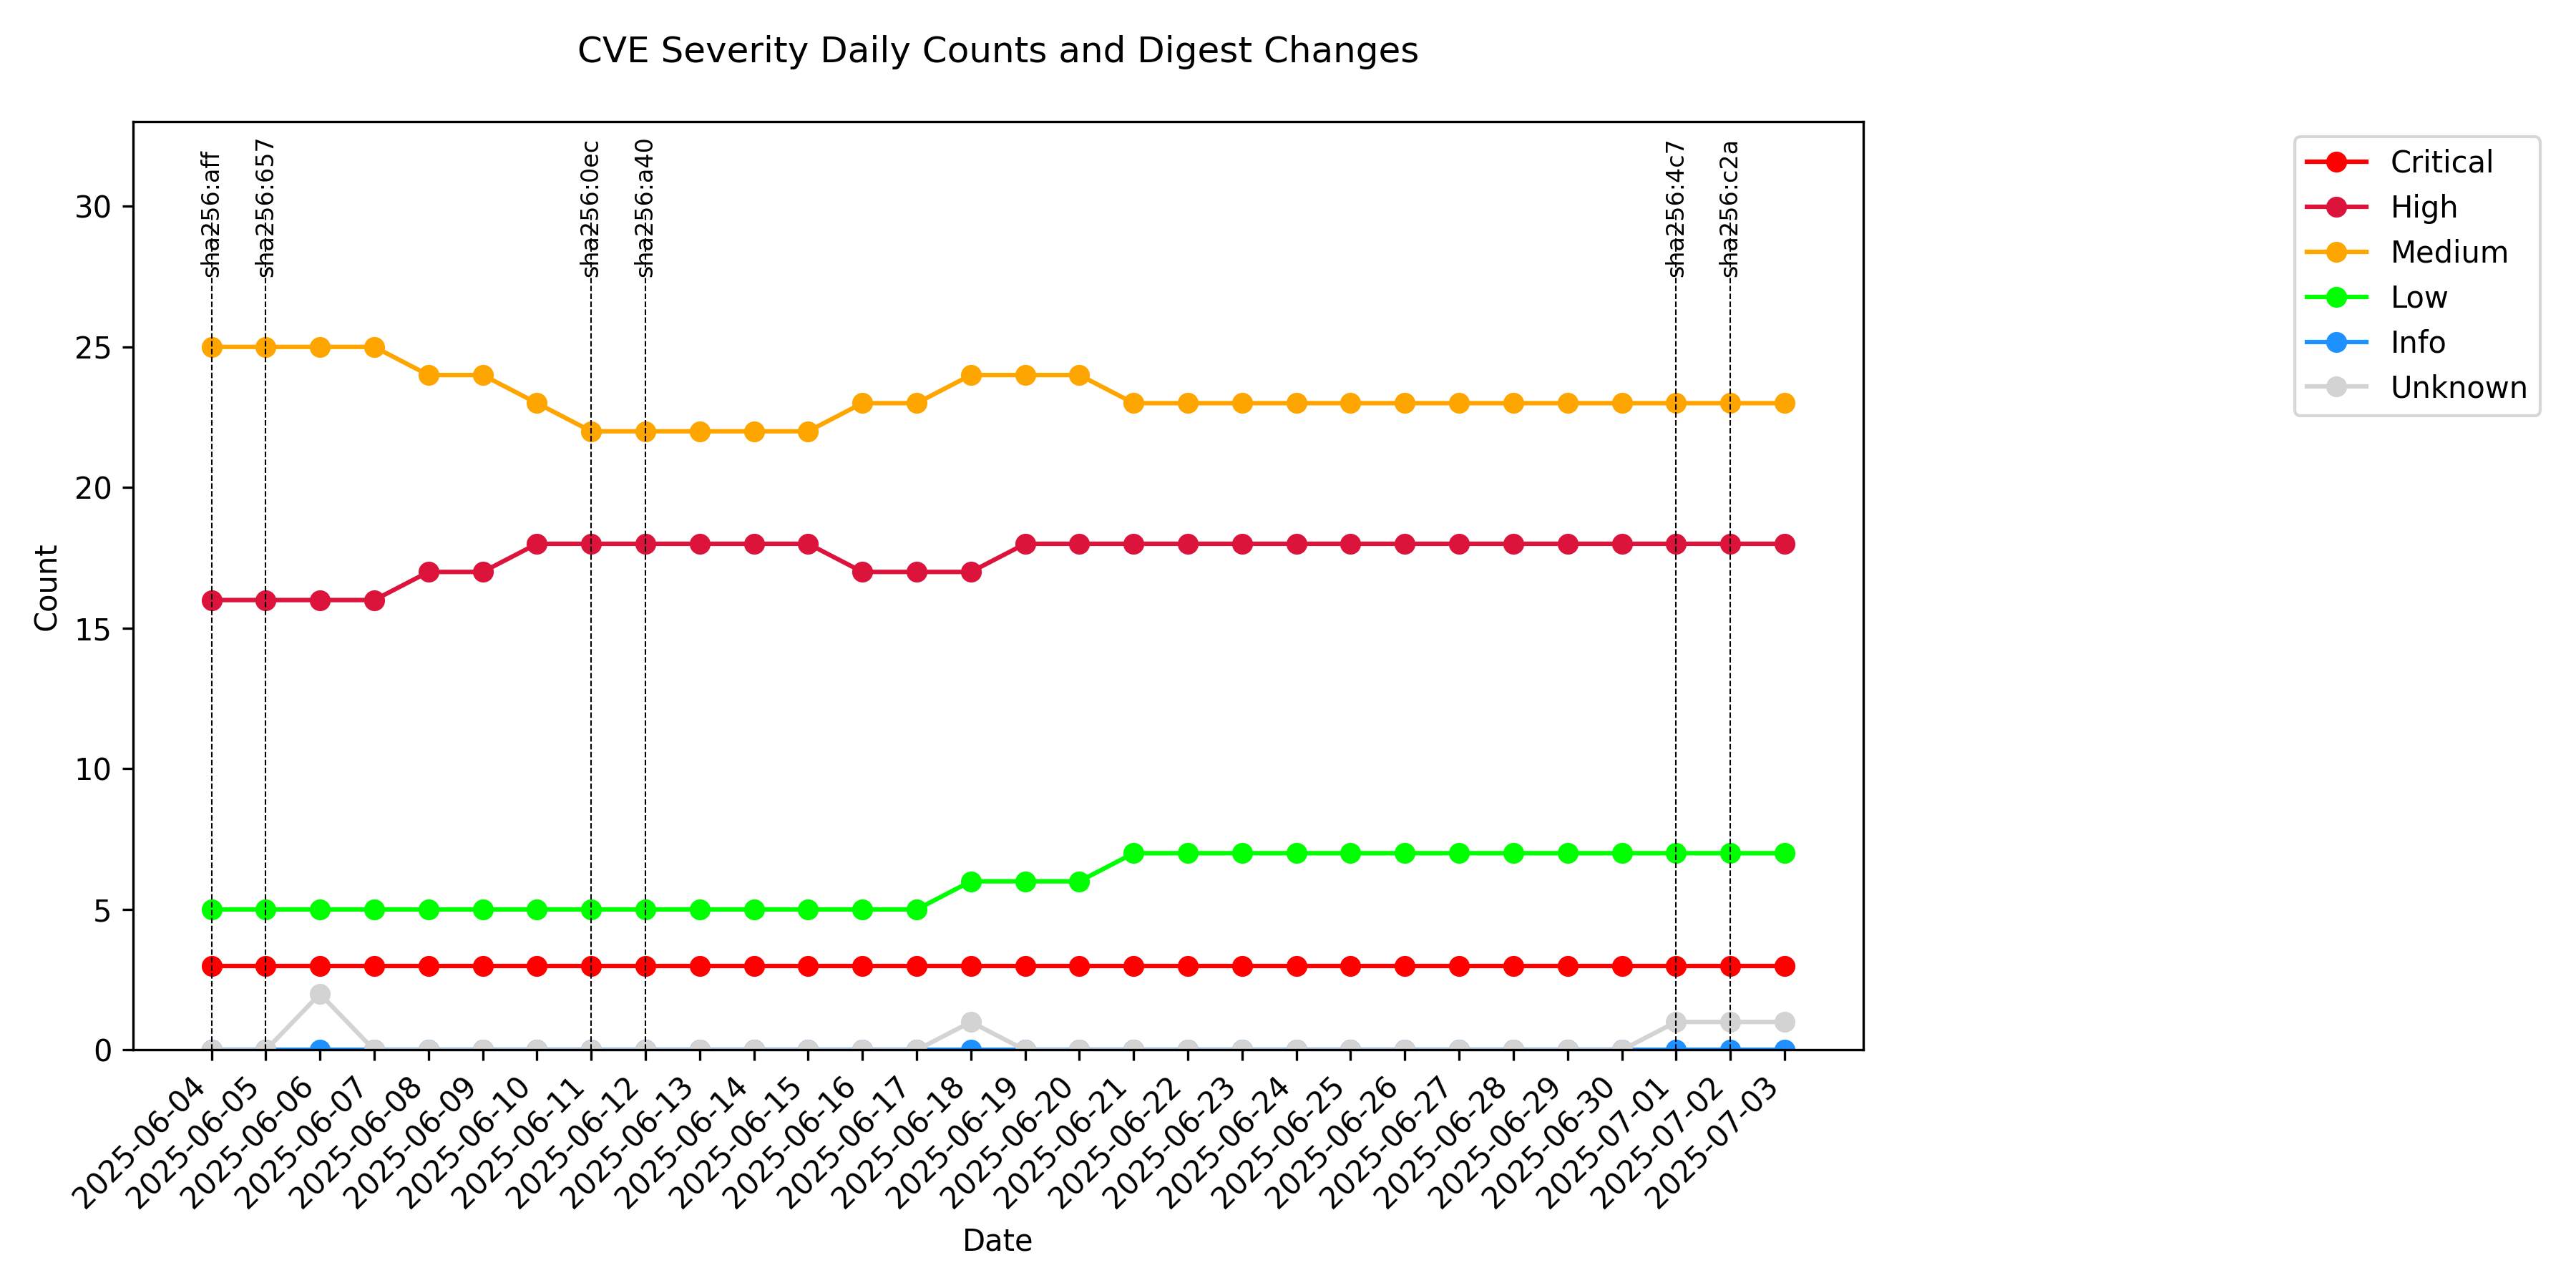 CVE Severity Daily Counts and Digest Changes
sha256:aff
sha256:657
sha256:0ec
sha256:a40
sha256:4c7
sha256:c2a
Critical
High
Medium
Low
Info
Unknown
30
25
20
15
10
5
0
Count
2025-06-04
2025-06-05
2025-06-06
2025-06-07
2025-06-08
2025-06-09
2025-06-10
2025-06-11
2025-06-12
2025-06-13
2025-06-14
2025-06-15
2025-06-16
2025-06-17
2025-06-18
2025-06-19
2025-06-20
2025-06-21
2025-06-22
2025-06-23
2025-06-24
2025-06-25
2025-06-26
2025-06-27
2025-06-28
2025-06-29
2025-06-30
2025-07-01
2025-07-02
2025-07-03
Date